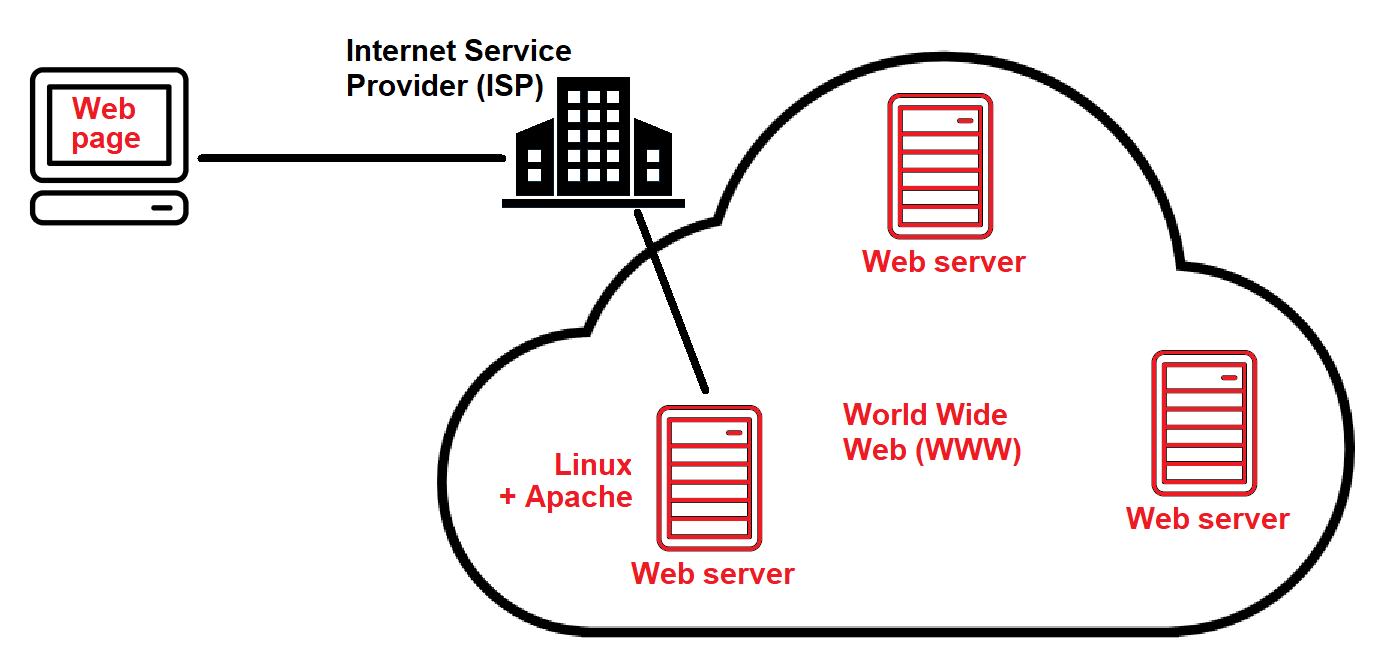 Internet Service
Provider (ISP)
Web
page
Web server
World Wide
Web (WWW)
Linux
+ Apache
Web server
Web server